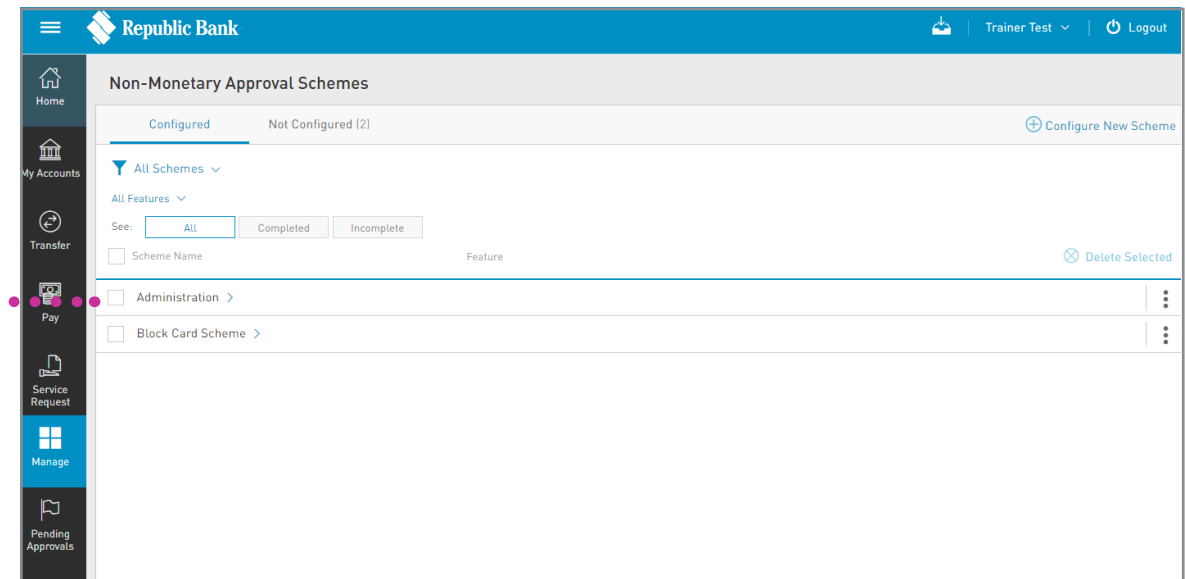 Republic Bank
Trainer Test
Logout
Home
My Accounts
Transfer
Pay
Service
Request
Manage
Pending
Approvals
Non-Monetary Approval Schemes
Configured
Not Configured (2)
Configure New Scheme
All Schemes
All Features
See:
All
Completed
Incomplete
Scheme Name
Feature
Delete Selected
Administration
Block Card Scheme